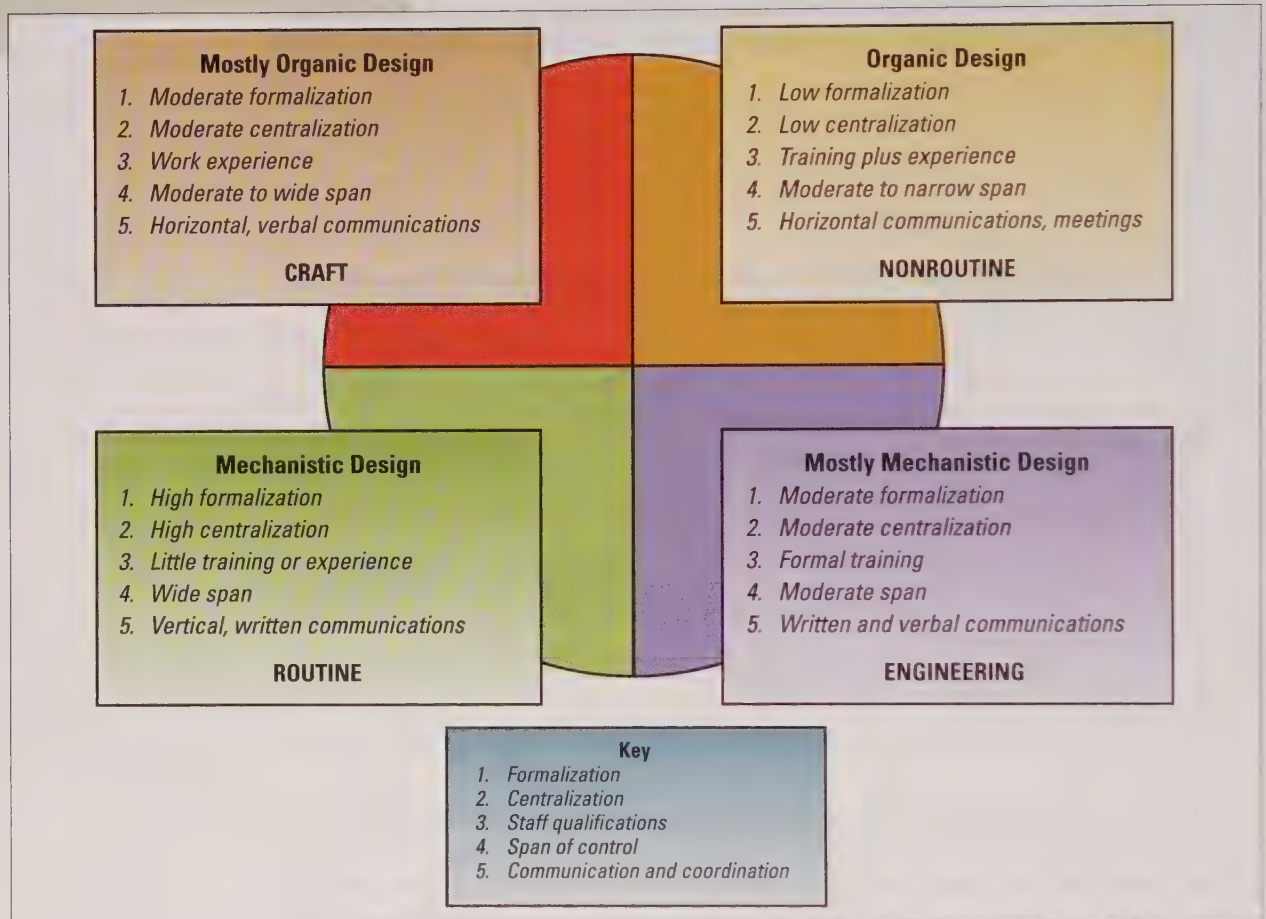 Mostly Organic Design
1. Moderate formalization
2. Moderate centralization
3. Work experience
4. Moderate to wide span
5. Horizontal, verbal communications
CRAFT
Organic Design
1. Low formalization
2. Low centralization
3. Training plus experience
4. Moderate to narrow span
5. Horizontal communications, meetings
NONROUTINE
Mechanistic Design
1. High formalization
2. High centralization
3. Little training or experience
4. Wide span
5. Vertical, written communications
ROUTINE
Mostly Mechanistic Design
1. Moderate formalization
2. Moderate centralization
3. Formal training
4. Moderate span
5. Written and verbal communications
ENGINEERING
Key
1. Formalization
2. Centralization
3. Staff qualifications
4. Span of control
5. Communication and coordination